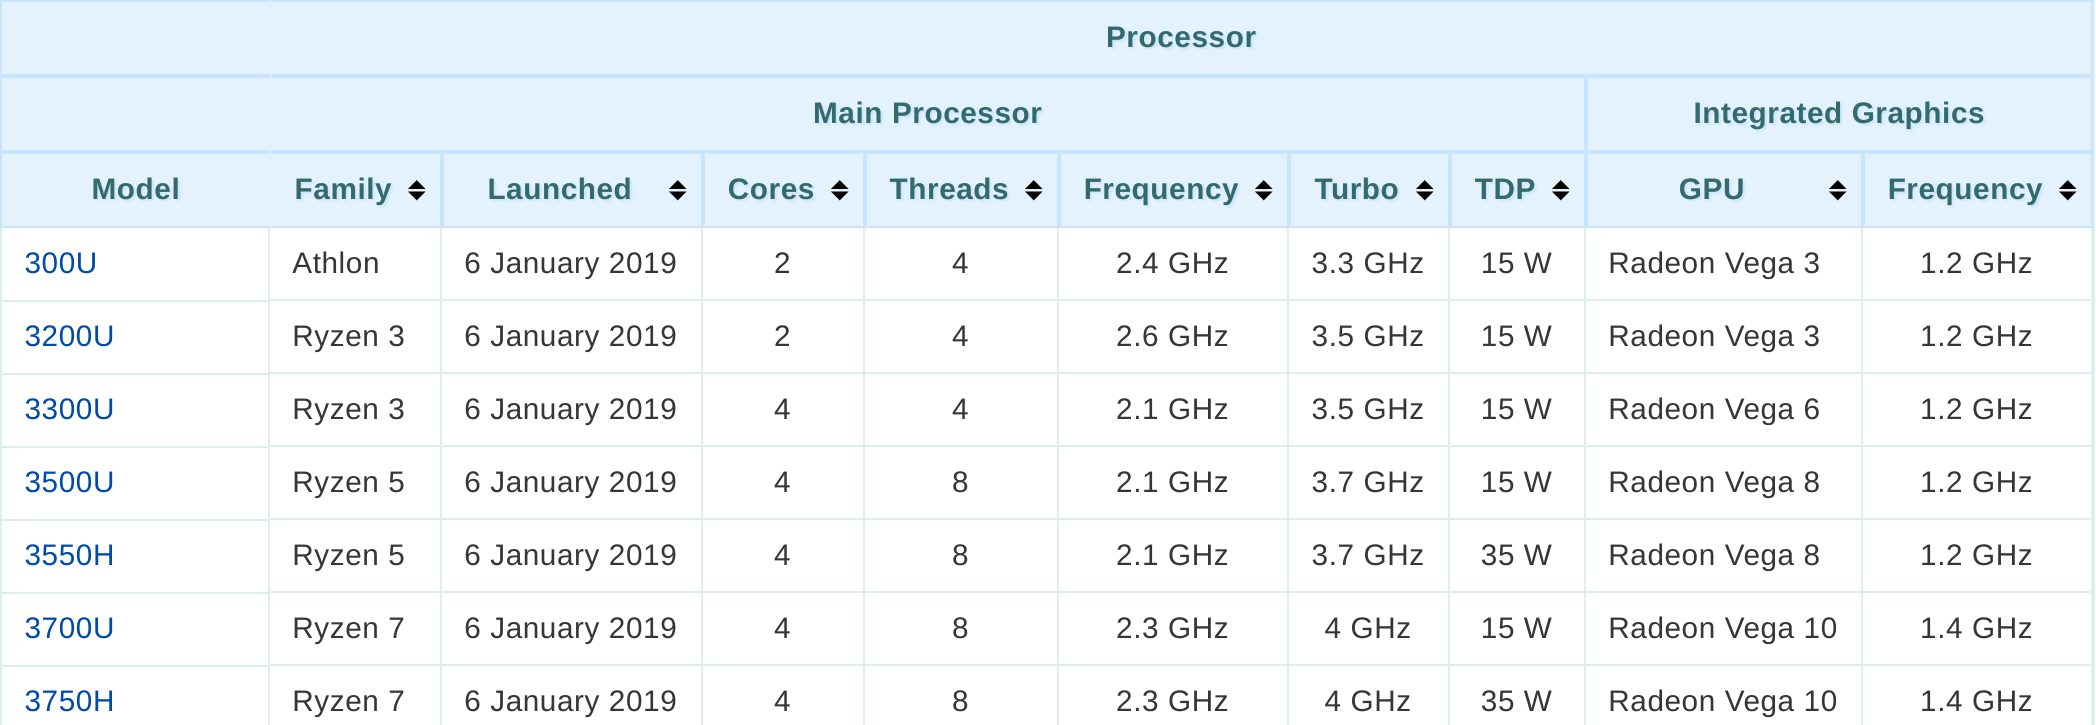 Processor
Main Processor Integrated Graphics
Model Family Launched Cores Threads Frequency Turbo TDP GPU Frequency
300U Athlon 6 January 2019 2 4 2.4 GHz 3.3 GHz 15 W Radeon Vega 3 1.2 GHz
3200U Ryzen 3 6 January 2019 2 4 2.6 GHz 3.5 GHz 15 W Radeon Vega 3 1.2 GHz
3300U Ryzen 3 6 January 2019 4 4 2.1 GHz 3.5 GHz 15 W Radeon Vega 6 1.2 GHz
3500U Ryzen 5 6 January 2019 4 8 2.1 GHz 3.7 GHz 15 W Radeon Vega 8 1.2 GHz
3550H Ryzen 5 6 January 2019 4 8 2.1 GHz 3.7 GHz 35 W Radeon Vega 8 1.2 GHz
3700U Ryzen 7 6 January 2019 4 8 2.3 GHz 4 GHz 15 W Radeon Vega 10 1.4 GHz
3750H Ryzen 7 6 January 2019 4 8 2.3 GHz 4 GHz 35 W Radeon Vega 10 1.4 GHz